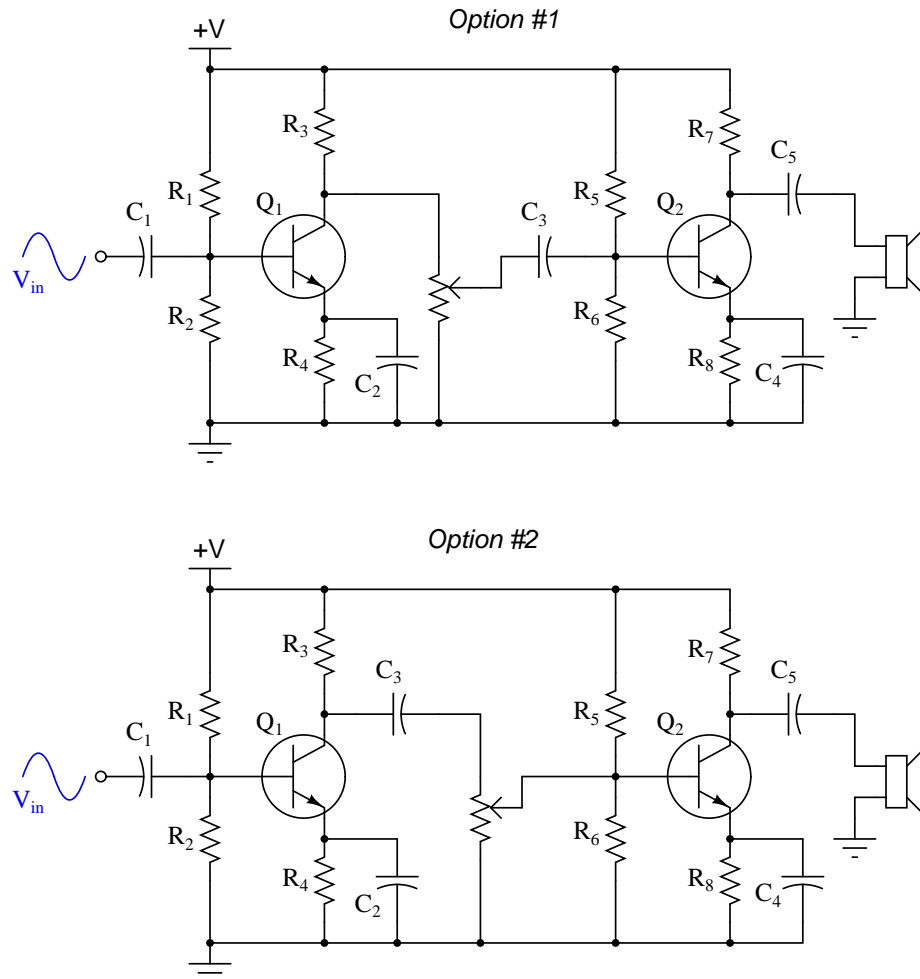 Option #1
+V
R3
R7
C5
R1
Q1
C3
R5
Q2
C1
Vin
R2
R6
R4
C2
R8
C4
Option #2
+V
R3
R7
C3
C5
R1
Q1
R5
Q2
C1
Vin
R2
R6
R4
C2
R8
C4